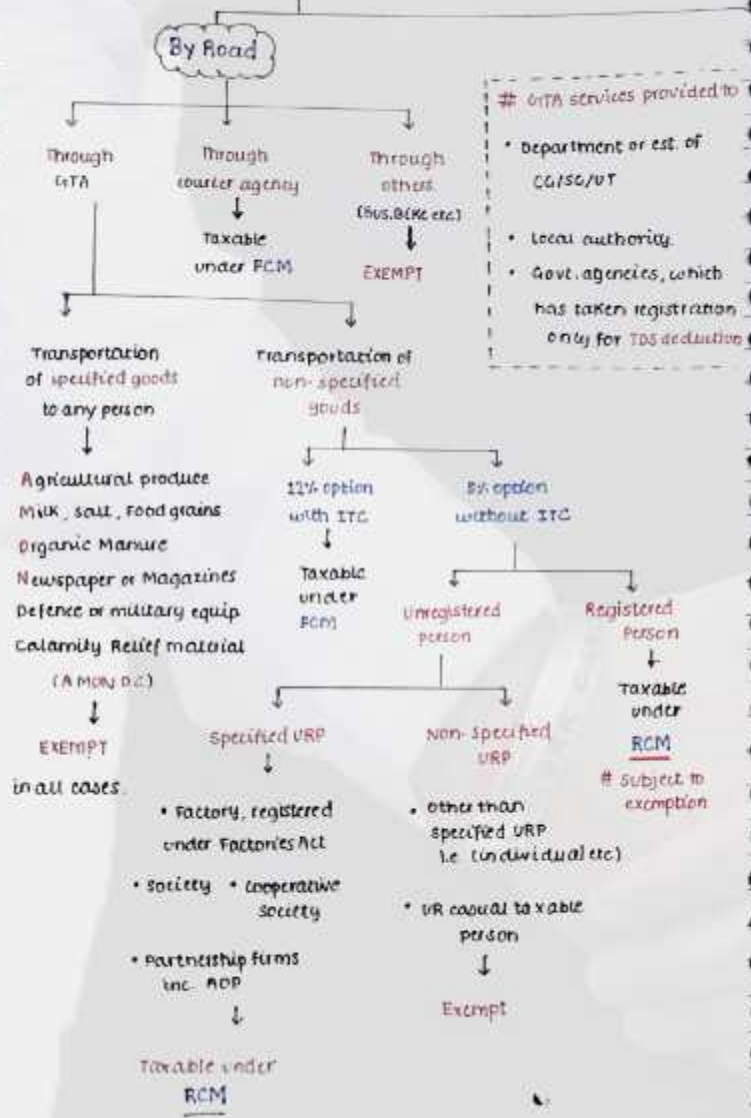 By Road
Through
GTA
Through
courier agency
Taxable
under FCM
Through
others
(Bus, Bike etc)
EXEMPT
# GTA services provided to
• Department or est. of
CG/SG/UT
• Local authority.
• Govt. agencies, which
has taken registration
only for TDS deduction
Transportation
of specified goods
to any person
Agricultural produce
Milk, salt, Food grains
Organic Manure
Newspaper or Magazines
Defence or military equip
Calamity Relief material
(AMON DC)
EXEMPT
in all cases.
Transportation of
non-specified
goods
12% option
with ITC
Taxable
under
FCM
5% option
without ITC
Unregistered
person
Registered
Person
Taxable
under
RCM
# Subject to
exemption
Specified URP
• Factory, registered
under Factories Act
• Society • Cooperative
society
• Partnership firms
inc. AOP
Taxable under
RCM
Non-Specified
URP
• Other than
specified URP
i.e (individual etc)
• UR casual taxable
person
Exempt